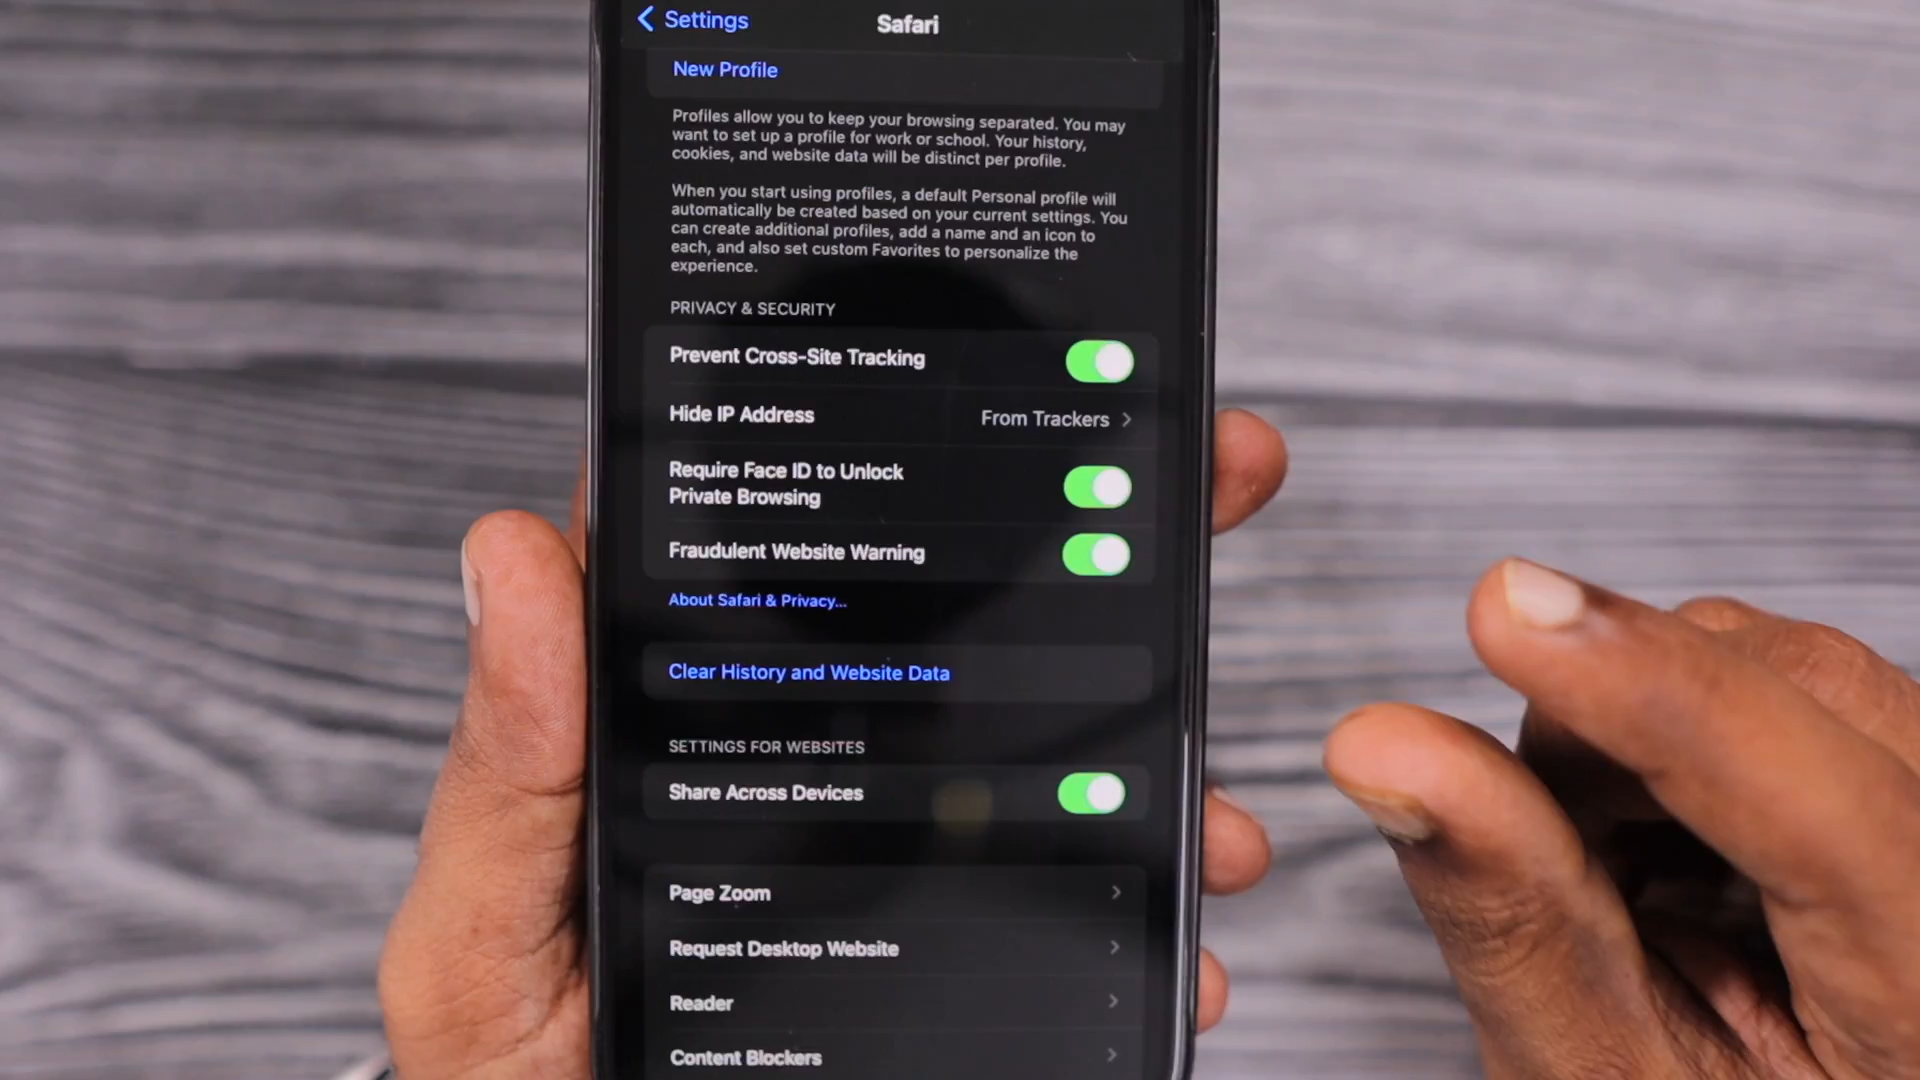 Settings
Safari
New Profile
Profiles allow you to keep your browsing separated. You may
want to set up a profile for work or school. Your history,
cookies, and website data will be distinct per profile.
When you start using profiles, a default Personal profile will
automatically be created based on your current settings. You
can create additional profiles, add a name and an icon to
each, and also set custom Favorites to personalize the
experience.
PRIVACY & SECURITY
Prevent Cross-Site Tracking
Hide IP Address From Trackers
Require Face ID to Unlock
Private Browsing
Fraudulent Website Warning
About Safari & Privacy...
Clear History and Website Data
SETTINGS FOR WEBSITES
Share Across Devices
Page Zoom
Request Desktop Website
Reader
Content Blockers